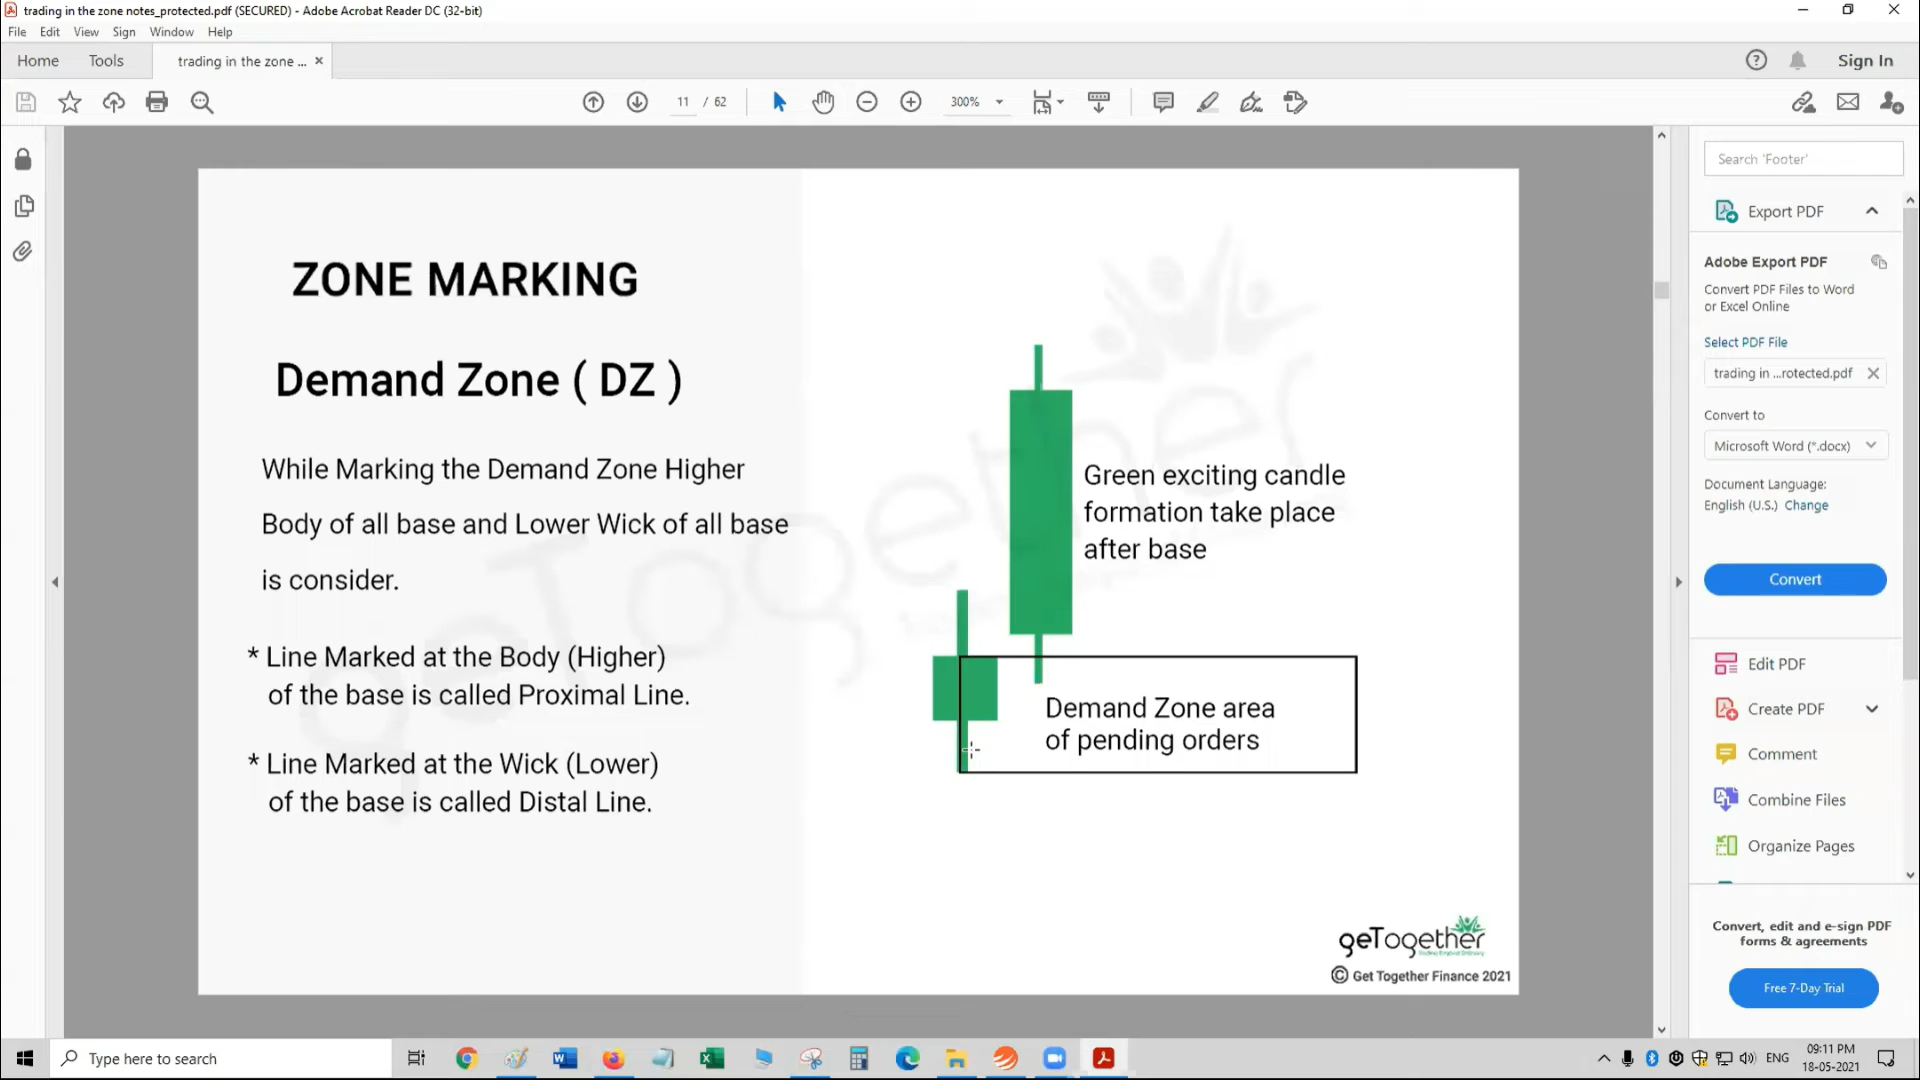 trading in the zone notes_protected.pdf (SECURED) - Adobe Acrobat Reader DC (32-bit)
File Edit View Sign Window Help
Home Tools trading in the zone ... × Sign In
11 / 62 300%
Search 'Footer'
Export PDF
Adobe Export PDF
Convert PDF Files to Word
or Excel Online
Select PDF File
trading in ...rotected.pdf
Convert to
Microsoft Word (*.docx)
Document Language:
English (U.S.) Change
Convert
Edit PDF
Create PDF
Comment
Combine Files
Organize Pages
Convert, edit and e-sign PDF
forms & agreements
Free 7-Day Trial
ZONE MARKING
Demand Zone ( DZ )
While Marking the Demand Zone Higher
Body of all base and Lower Wick of all base
is consider.
* Line Marked at the Body (Higher)
of the base is called Proximal Line.
* Line Marked at the Wick (Lower)
of the base is called Distal Line.
Green exciting candle
formation take place
after base
Demand Zone area
of pending orders
geTogether
geTogether
© Get Together Finance 2021
Type here to search
ENG
09:11 PM
18-05-2021